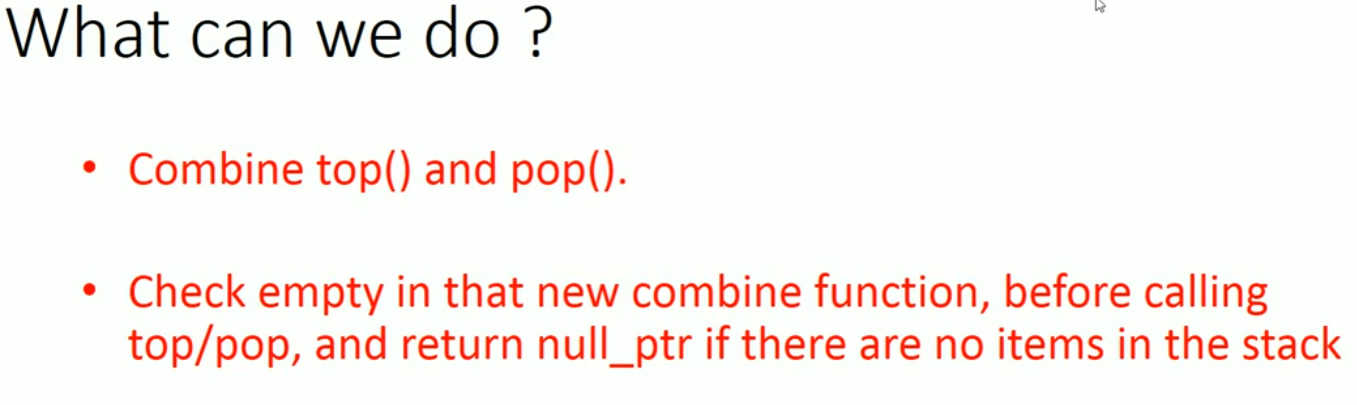 What can we do ?
• Combine top() and pop().
• Check empty in that new combine function, before calling
top/pop, and return null_ptr if there are no items in the stack